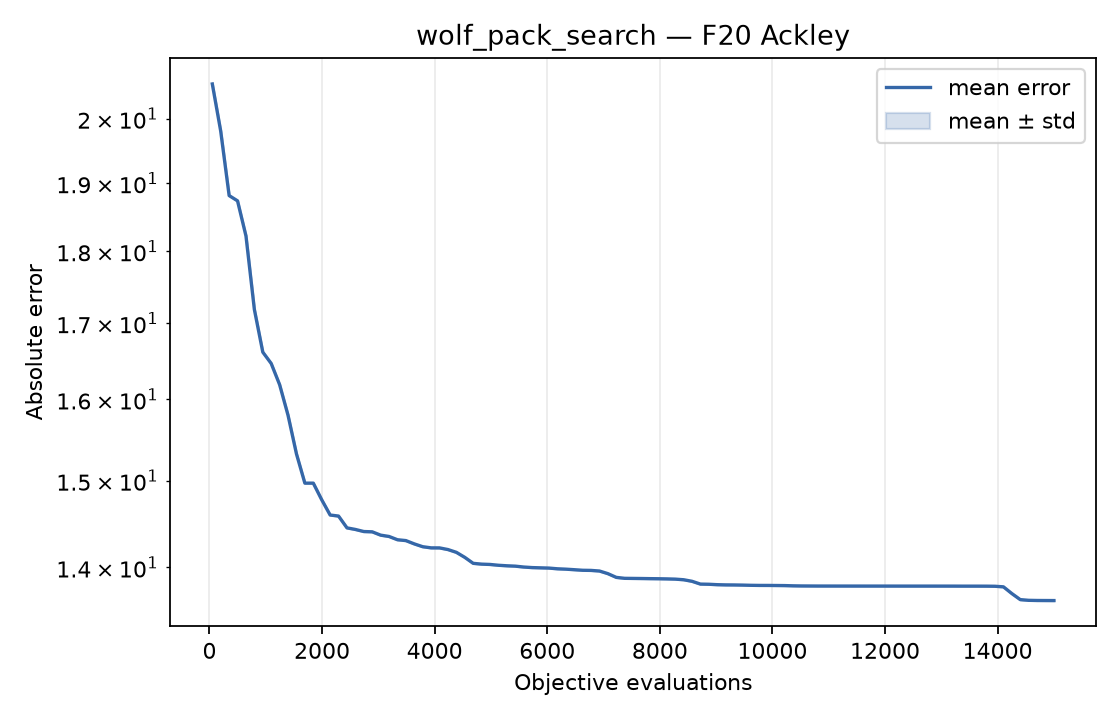 wolf_pack_search — F20 Ackley
mean error
mean ± std
Absolute error
2 × 10¹
1.9 × 10¹
1.8 × 10¹
1.7 × 10¹
1.6 × 10¹
1.5 × 10¹
1.4 × 10¹
0 2000 4000 6000 8000 10000 12000 14000
Objective evaluations